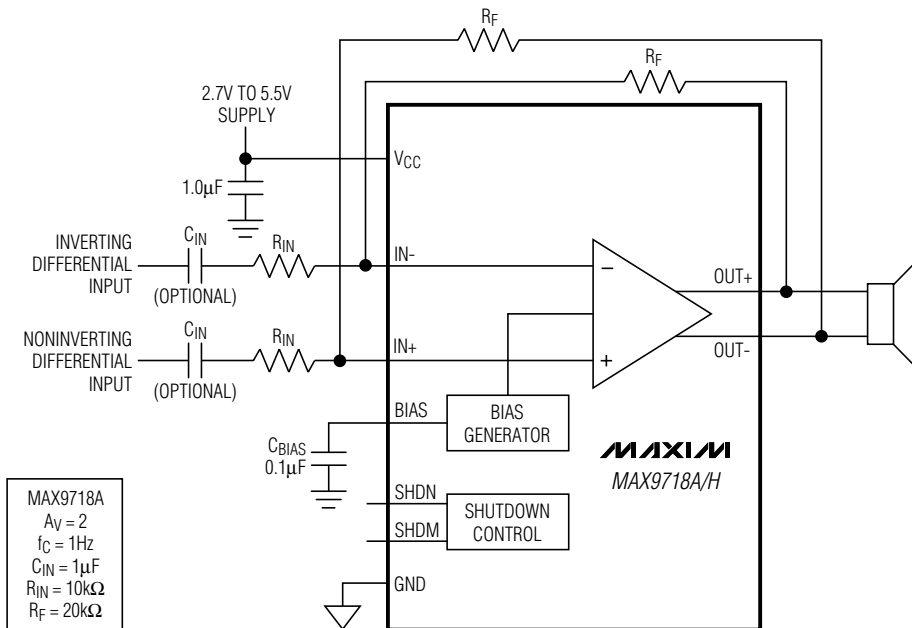 RF
RF
2.7V TO 5.5V
SUPPLY
VCC
1.0µF
INVERTING
DIFFERENTIAL
INPUT
CIN
(OPTIONAL)
RIN
IN-
−
OUT+
NONINVERTING
DIFFERENTIAL
INPUT
CIN
(OPTIONAL)
RIN
IN+
+
OUT-
BIAS
BIAS
GENERATOR
CBIAS
0.1µF
MAXIM
MAX9718A/H
SHDN
SHDM
SHUTDOWN
CONTROL
GND
MAX9718A
AV = 2
fC = 1Hz
CIN = 1µF
RIN = 10kΩ
RF = 20kΩ